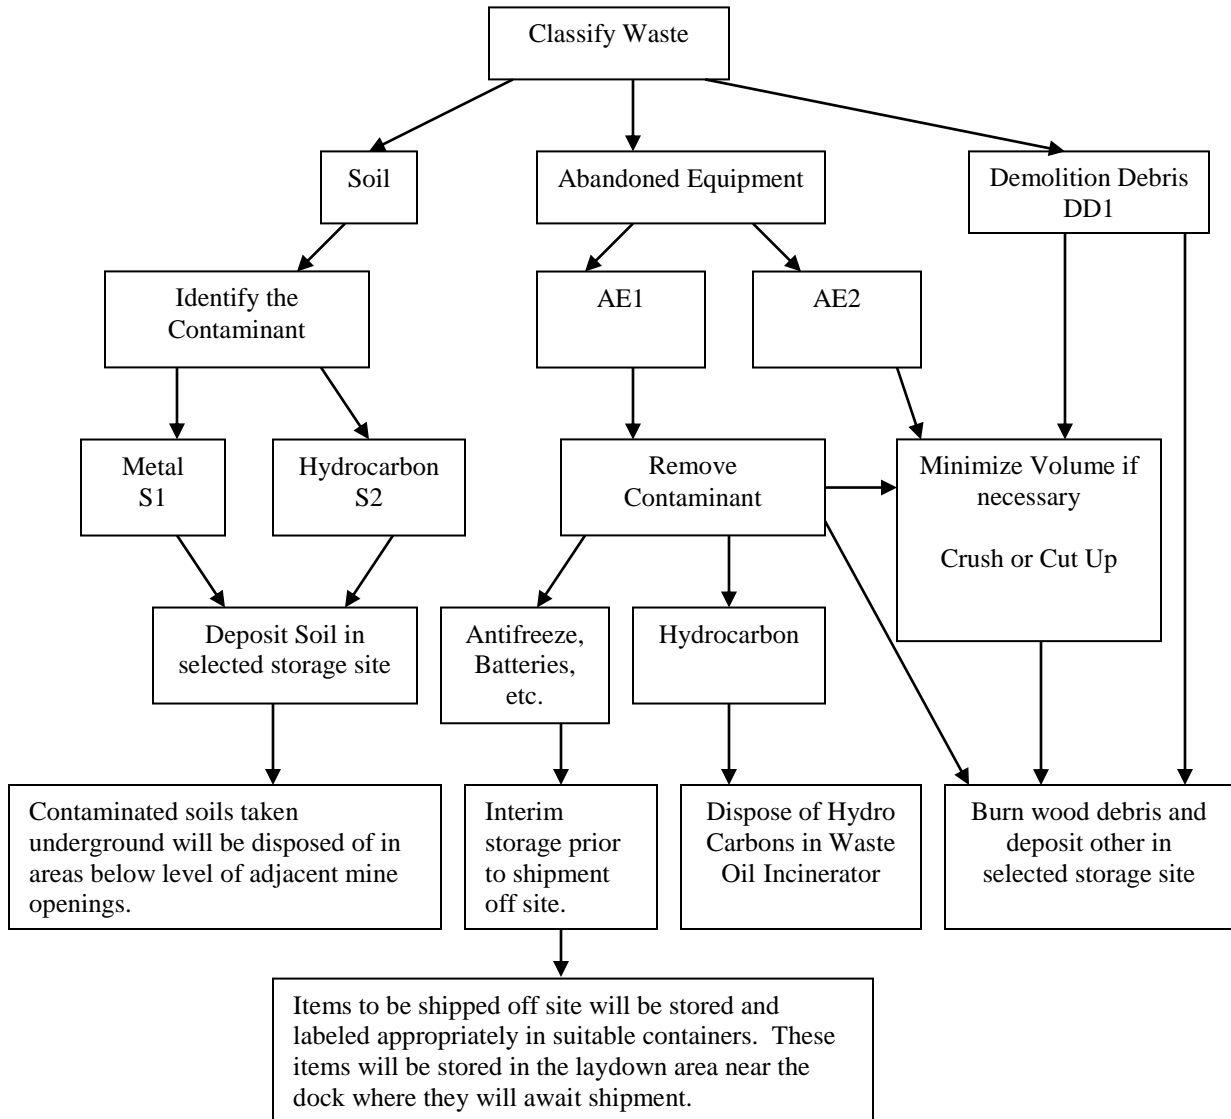 Classify Waste
Soil
Abandoned Equipment
Demolition Debris
DD1
Identify the
Contaminant
AE1
AE2
Metal
S1
Hydrocarbon
S2
Remove
Contaminant
Minimize Volume if
necessary
Crush or Cut Up
Deposit Soil in
selected storage site
Antifreeze,
Batteries,
etc.
Hydrocarbon
Contaminated soils taken
underground will be disposed of in
areas below level of adjacent mine
openings.
Interim
storage prior
to shipment
off site.
Dispose of Hydro
Carbons in Waste
Oil Incinerator
Burn wood debris and
deposit other in
selected storage site
Items to be shipped off site will be stored and
labeled appropriately in suitable containers.  These
items will be stored in the laydown area near the
dock where they will await shipment.